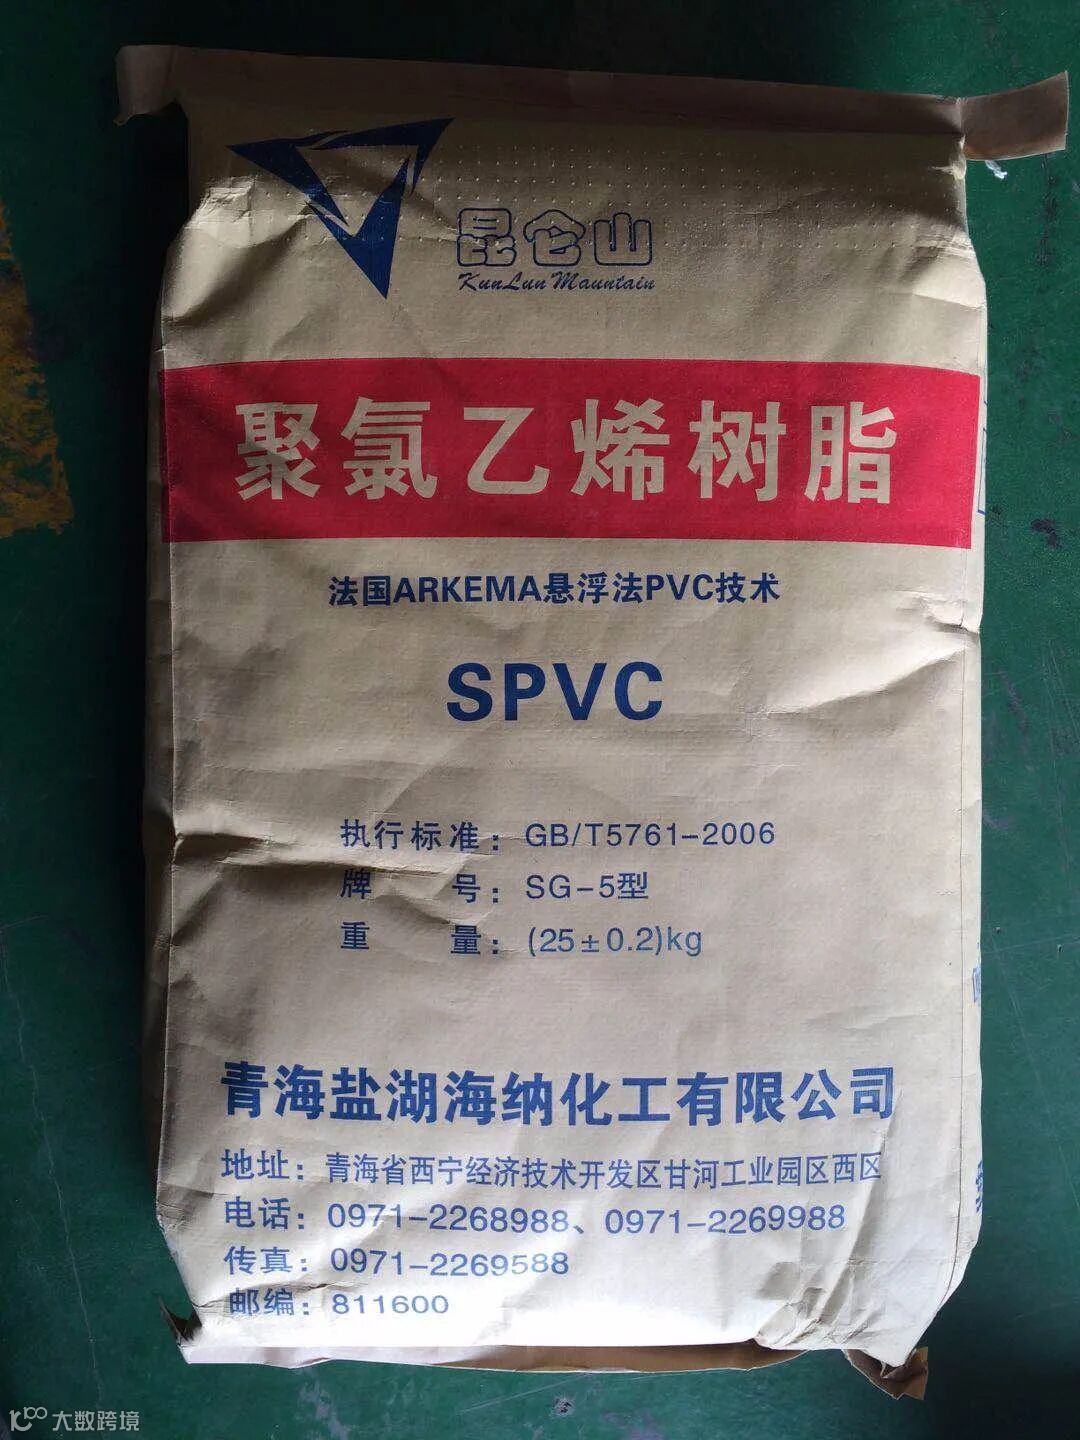 昆仑山
KunLun Mauntain
聚氯乙烯树脂
法国ARKEMA悬浮法PVC技术
SPVC
执行标准：GB/T5761-2006
牌 号：SG-5型
重 量：(25±0.2)kg
青海盐湖海纳化工有限公司
地址：青海省西宁经济技术开发区甘河工业园区西区
电话：0971-2268988、0971-2269988
传真：0971-2269588
邮编：811600
大数跨境